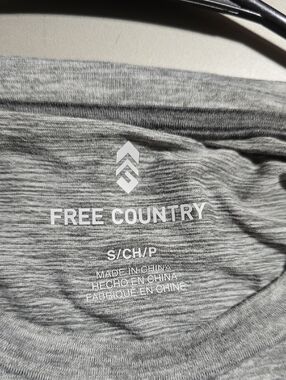 FREE COUNTRY
S/CH/P
MADE IN CHINA
HECHO EN CHINA
FABRIQUÉ EN CHINE